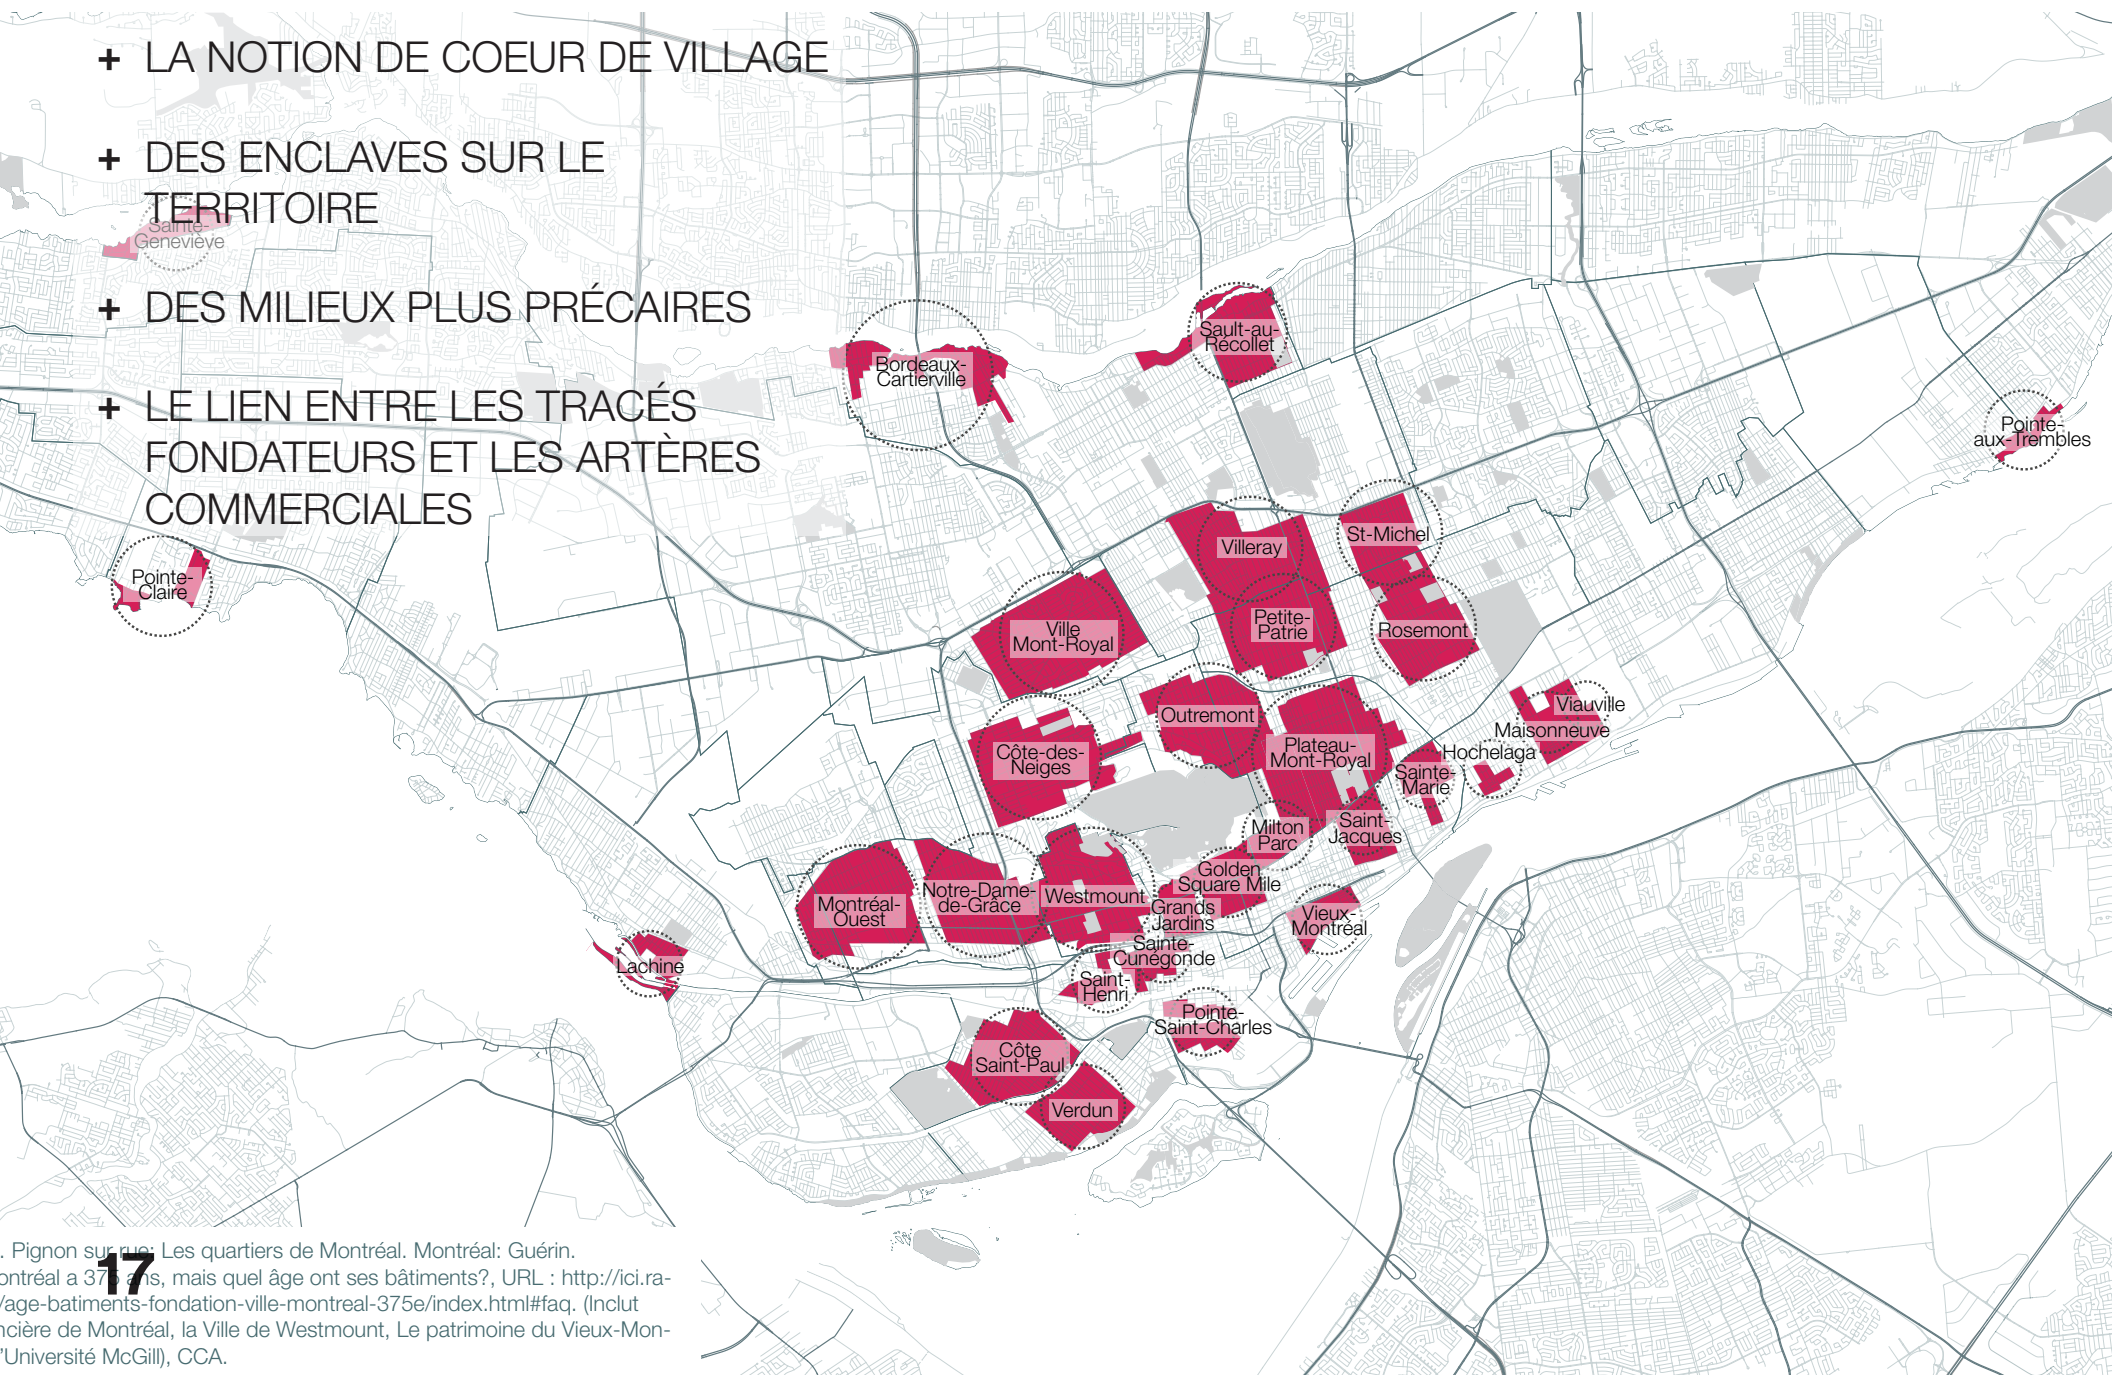 + LA NOTION DE COEUR DE VILLAGE
+ DES ENCLAVES SUR LE
TERRITOIRE
Sainte-
Geneviève
+ DES MILIEUX PLUS PRÉCAIRES
+ LE LIEN ENTRE LES TRACÉS
FONDATEURS ET LES ARTÈRES
COMMERCIALES
Sault-au-
Récollet
Bordeaux-
Cartierville
Pointe-
aux-Trembles
St-Michel
Villeray
Pointe-
Claire
Petite-
Patrie
Rosemont
Ville
Mont-Royal
Viauville
Outremont
Maisonneuve
Plateau-
Mont-Royal
Hochelaga
Côte-des-
Neiges
Sainte-
Marie
Milton
Parc
Saint-
Jacques
Golden
Square Mile
Notre-Dame-
de-Grâce
Westmount
Montréal-
Ouest
Grands
Jardins
Vieux-
Montréal
Sainte-
Cunégonde
Lachine
Saint-
Henri
Pointe-
Saint-Charles
Côte
Saint-Paul
Verdun
. Pignon sur rue: Les quartiers de Montréal. Montréal: Guérin.
ontréal a 375 ans, mais quel âge ont ses bâtiments?, URL : http://ici.ra-
/age-batiments-fondation-ville-montreal-375e/index.html#faq. (Inclut
ncière de Montréal, la Ville de Westmount, Le patrimoine du Vieux-Mon-
'Université McGill), CCA.
17